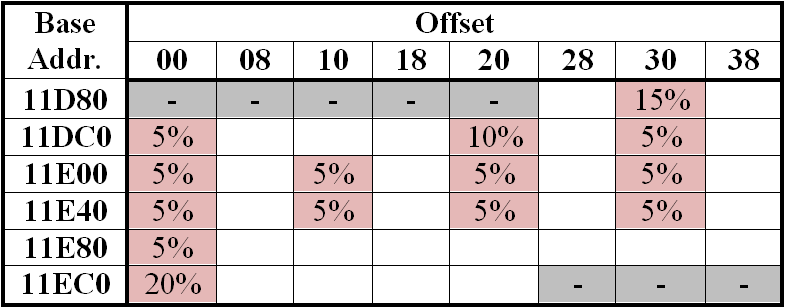 Base Addr. Offset
00 08 10 18 20 28 30 38
11D80 - - - - - 15%
11DC0 5% 10% 5%
11E00 5% 5% 5% 5%
11E40 5% 5% 5% 5%
11E80 5%
11EC0 20% - - -